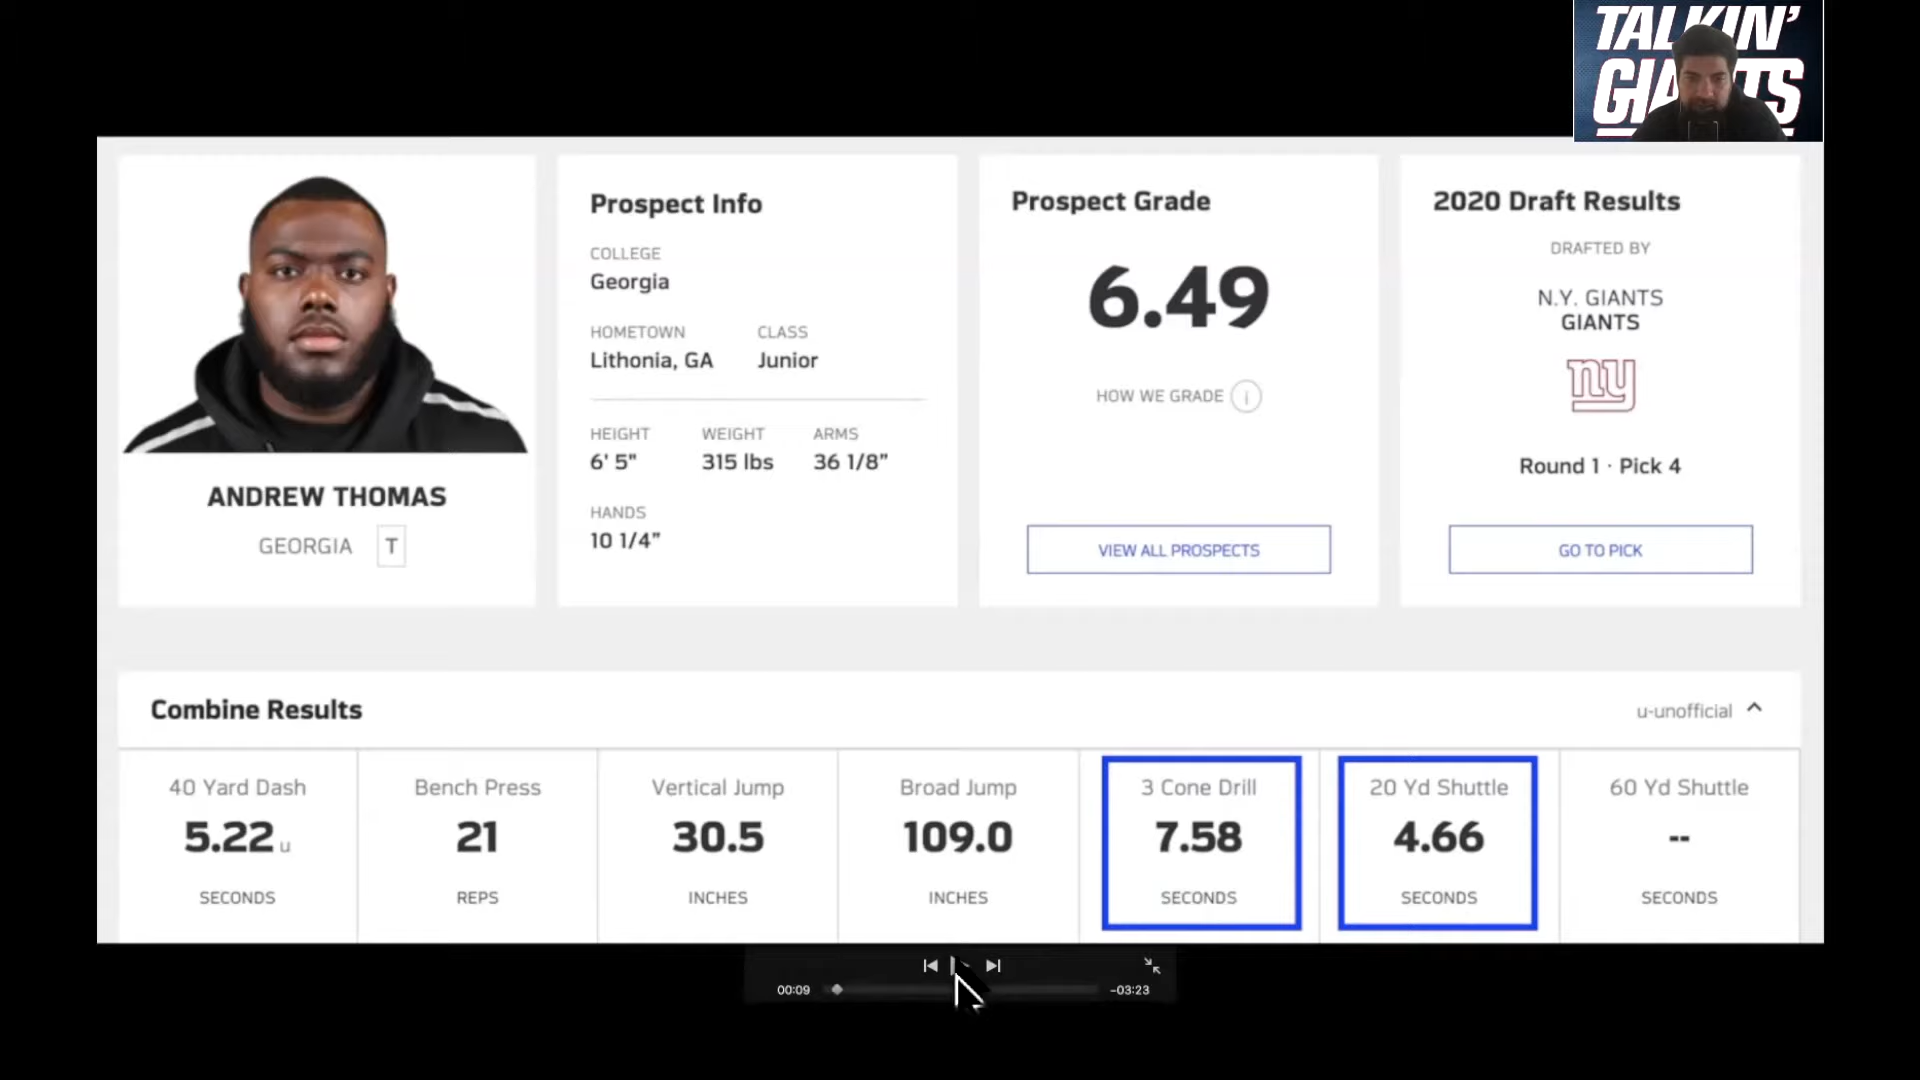 TALKIN'
GIANTS
Prospect Info
COLLEGE
Georgia
HOMETOWN CLASS
Lithonia, GA Junior
HEIGHT WEIGHT ARMS
6' 5" 315 lbs 36 1/8”
HANDS
10 1/4”
Prospect Grade
6.49
HOW WE GRADE i
VIEW ALL PROSPECTS
2020 Draft Results
DRAFTED BY
N.Y. GIANTS
GIANTS
ny
Round 1 · Pick 4
GO TO PICK
ANDREW THOMAS
GEORGIA T
Combine Results
u-unofficial
40 Yard Dash
5.22 u
SECONDS
Bench Press
21
REPS
Vertical Jump
30.5
INCHES
Broad Jump
109.0
INCHES
3 Cone Drill
7.58
SECONDS
20 Yd Shuttle
4.66
SECONDS
60 Yd Shuttle
--
SECONDS
00:09 -03:23